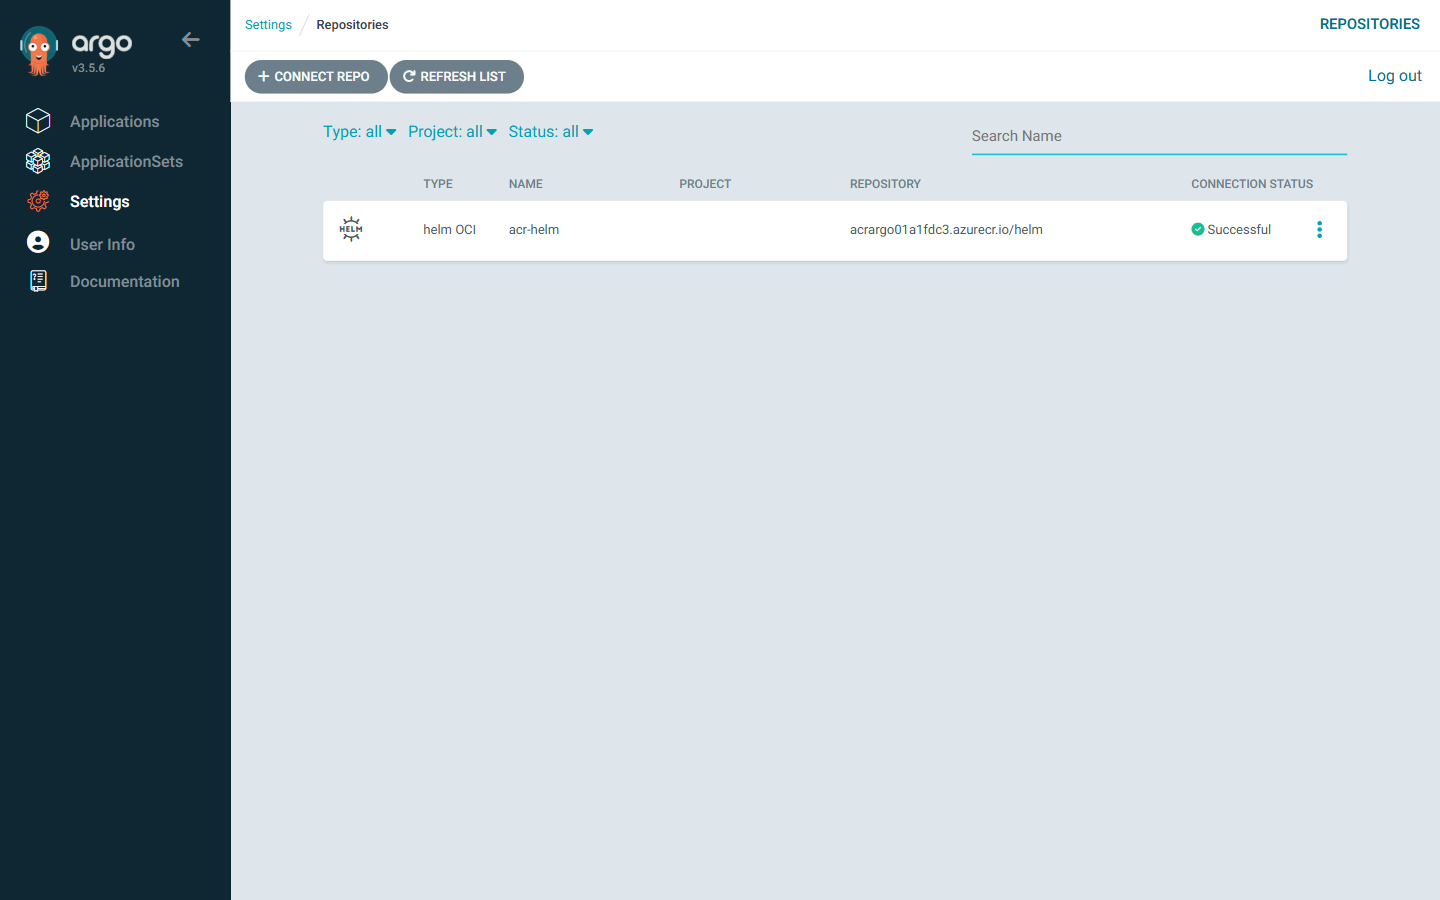 Settings / Repositories
REPOSITORIES
argo
v3.5.6
CONNECT REPO
REFRESH LIST
Log out
Applications
ApplicationSets
Settings
User Info
Documentation
Type: all
Project: all
Status: all
Search Name
TYPE NAME PROJECT REPOSITORY CONNECTION STATUS
HELM helm OCI acr-helm acrargo01a1fdc3.azurecr.io/helm Successful